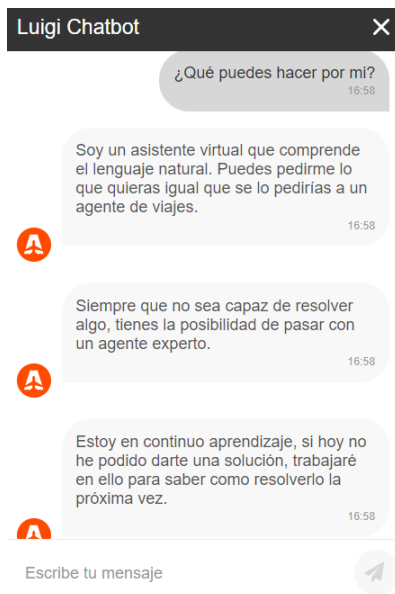 Luigi Chatbot
¿Qué puedes hacer por mi?
16:58
Soy un asistente virtual que comprende
el lenguaje natural. Puedes pedirme lo
que quieras igual que se lo pedirías a un
agente de viajes.
16:58
Siempre que no sea capaz de resolver
algo, tienes la posibilidad de pasar con
un agente experto.
16:58
Estoy en continuo aprendizaje, si hoy no
he podido darte una solución, trabajaré
en ello para saber como resolverlo la
próxima vez.
16:58
Escribe tu mensaje